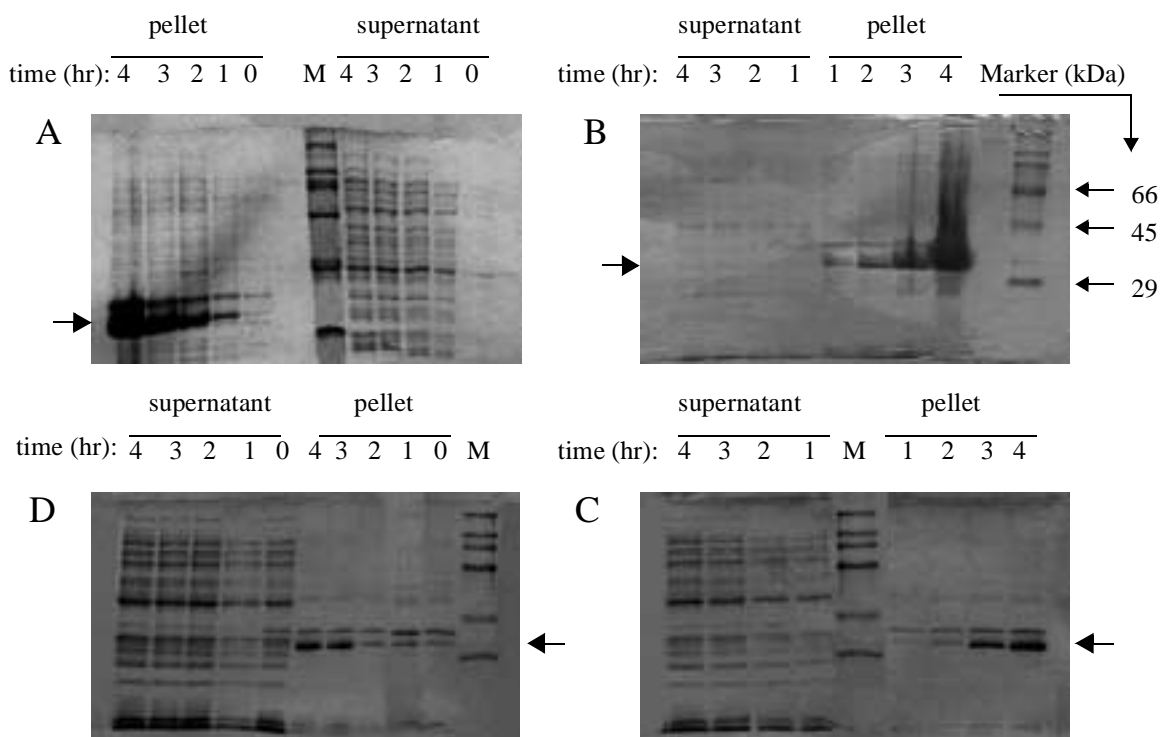 pellet supernatant
time (hr): 4 3 2 1 0 M 4 3 2 1 0
A
supernatant pellet
time (hr): 4 3 2 1 1 2 3 4 Marker (kDa)
B
66
45
29
supernatant pellet
time (hr): 4 3 2 1 0 4 3 2 1 0 M
D
supernatant pellet
time (hr): 4 3 2 1 M 1 2 3 4
C